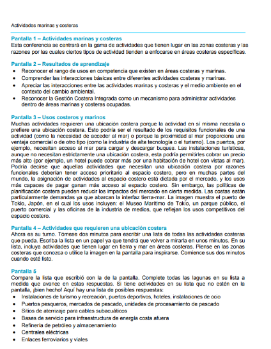 Actividades marinas y costeras
Pantalla 1 – Actividades marinas y costeras
Esta conferencia se centrará en la gama de actividades que tienen lugar en las zonas costeras y las
razones por las cuales ciertos tipos de actividad tienden a enfocarse en áreas costeras específicas.
Pantalla 2 – Resultados de aprendizaje
• Reconocer el rango de usos en competencia que existen en áreas costeras y marinas.
• Comprender las interacciones básicas entre diferentes actividades costeras y marinas.
• Apreciar las interacciones entre las actividades marinas y costeras y el medio ambiente en el
contexto del cambio ambiental.
• Reconocer la Gestión Costera Integrada como un mecanismo para administrar actividades
dentro de áreas marinas y costeras ocupadas.
Pantalla 3 – Usos costeros y marinos
Muchas actividades requieren una ubicación costera porque la actividad en sí misma necesita o
prefiere una ubicación costera. Esto podría ser el resultado de los requisitos funcionales de una
actividad (como la necesidad de acceder al mar) o porque la proximidad al mar proporciona una
ventaja comercial o de otro tipo (como la industria de alta tecnología o el turismo). Los puertos, por
ejemplo, necesitan acceso al mar para cargar y descargar buques. Las instalaciones turísticas,
aunque no necesiten estrictamente una ubicación costera, esta podría permitirles cobrar un precio
más alto (por ejemplo, un hotel puede cobrar más por una habitación de hotel con vistas al mar).
Podría decirse que aquellas actividades que necesitan una ubicación costera por razones
funcionales deberían tener acceso prioritario al espacio costero, pero en muchas partes del
mundo, la asignación de actividades al espacio costero está dictada por el mercado, y los usos
más capaces de pagar ganan más acceso al espacio costero. Sin embargo, las políticas de
planificación costera pueden reducir los impactos del mercado en cierta medida. Las costas están
particularmente demandadas ya que abarcan la interfaz tierra-mar. La imagen muestra el puerto de
Tokio, Japón, en el cual los usos incluyen el Museo Marítimo de Tokio, un parque público, el
puerto comercial y las oficinas de la industria de medios, que reflejan los usos competitivos del
espacio costero.
Pantalla 4 – Actividades que requieren una ubicación costera
Ahora es su turno. Tómese dos minutos para escribir una lista de todas las actividades costeras
que pueda. Escriba la lista en un papel ya que tendrá que volver a mirarla en unos minutos. En su
lista, incluya actividades que tienen lugar en tierra y mar en áreas costeras. Piense en las zonas
costeras que conozca o utilice la imagen en la pantalla para inspirarse. Comience sus dos minutos
cuando esté listo.
Pantalla 5
Compare la lista que escribió con la de la pantalla. Complete todas las lagunas en su lista a
medida que avanza en estas respuestas. Si tiene actividades en su lista que no estén en la
pantalla, ¡bien hecho! Aquí hay una lista de posibles respuestas:
• Instalaciones de turismo y recreación, puertos deportivos, hoteles, instalaciones de ocio
• Puertos pesqueros, mercados de pescado, unidades de procesamiento de pescado
• Sitios de aterrizaje para cables subacuáticos
• Bases de servicio para infraestructura de energía costa afuera
• Refinería de petróleo y almacenamiento
• Centrales eléctricas
• Enlaces ferroviarios y viales